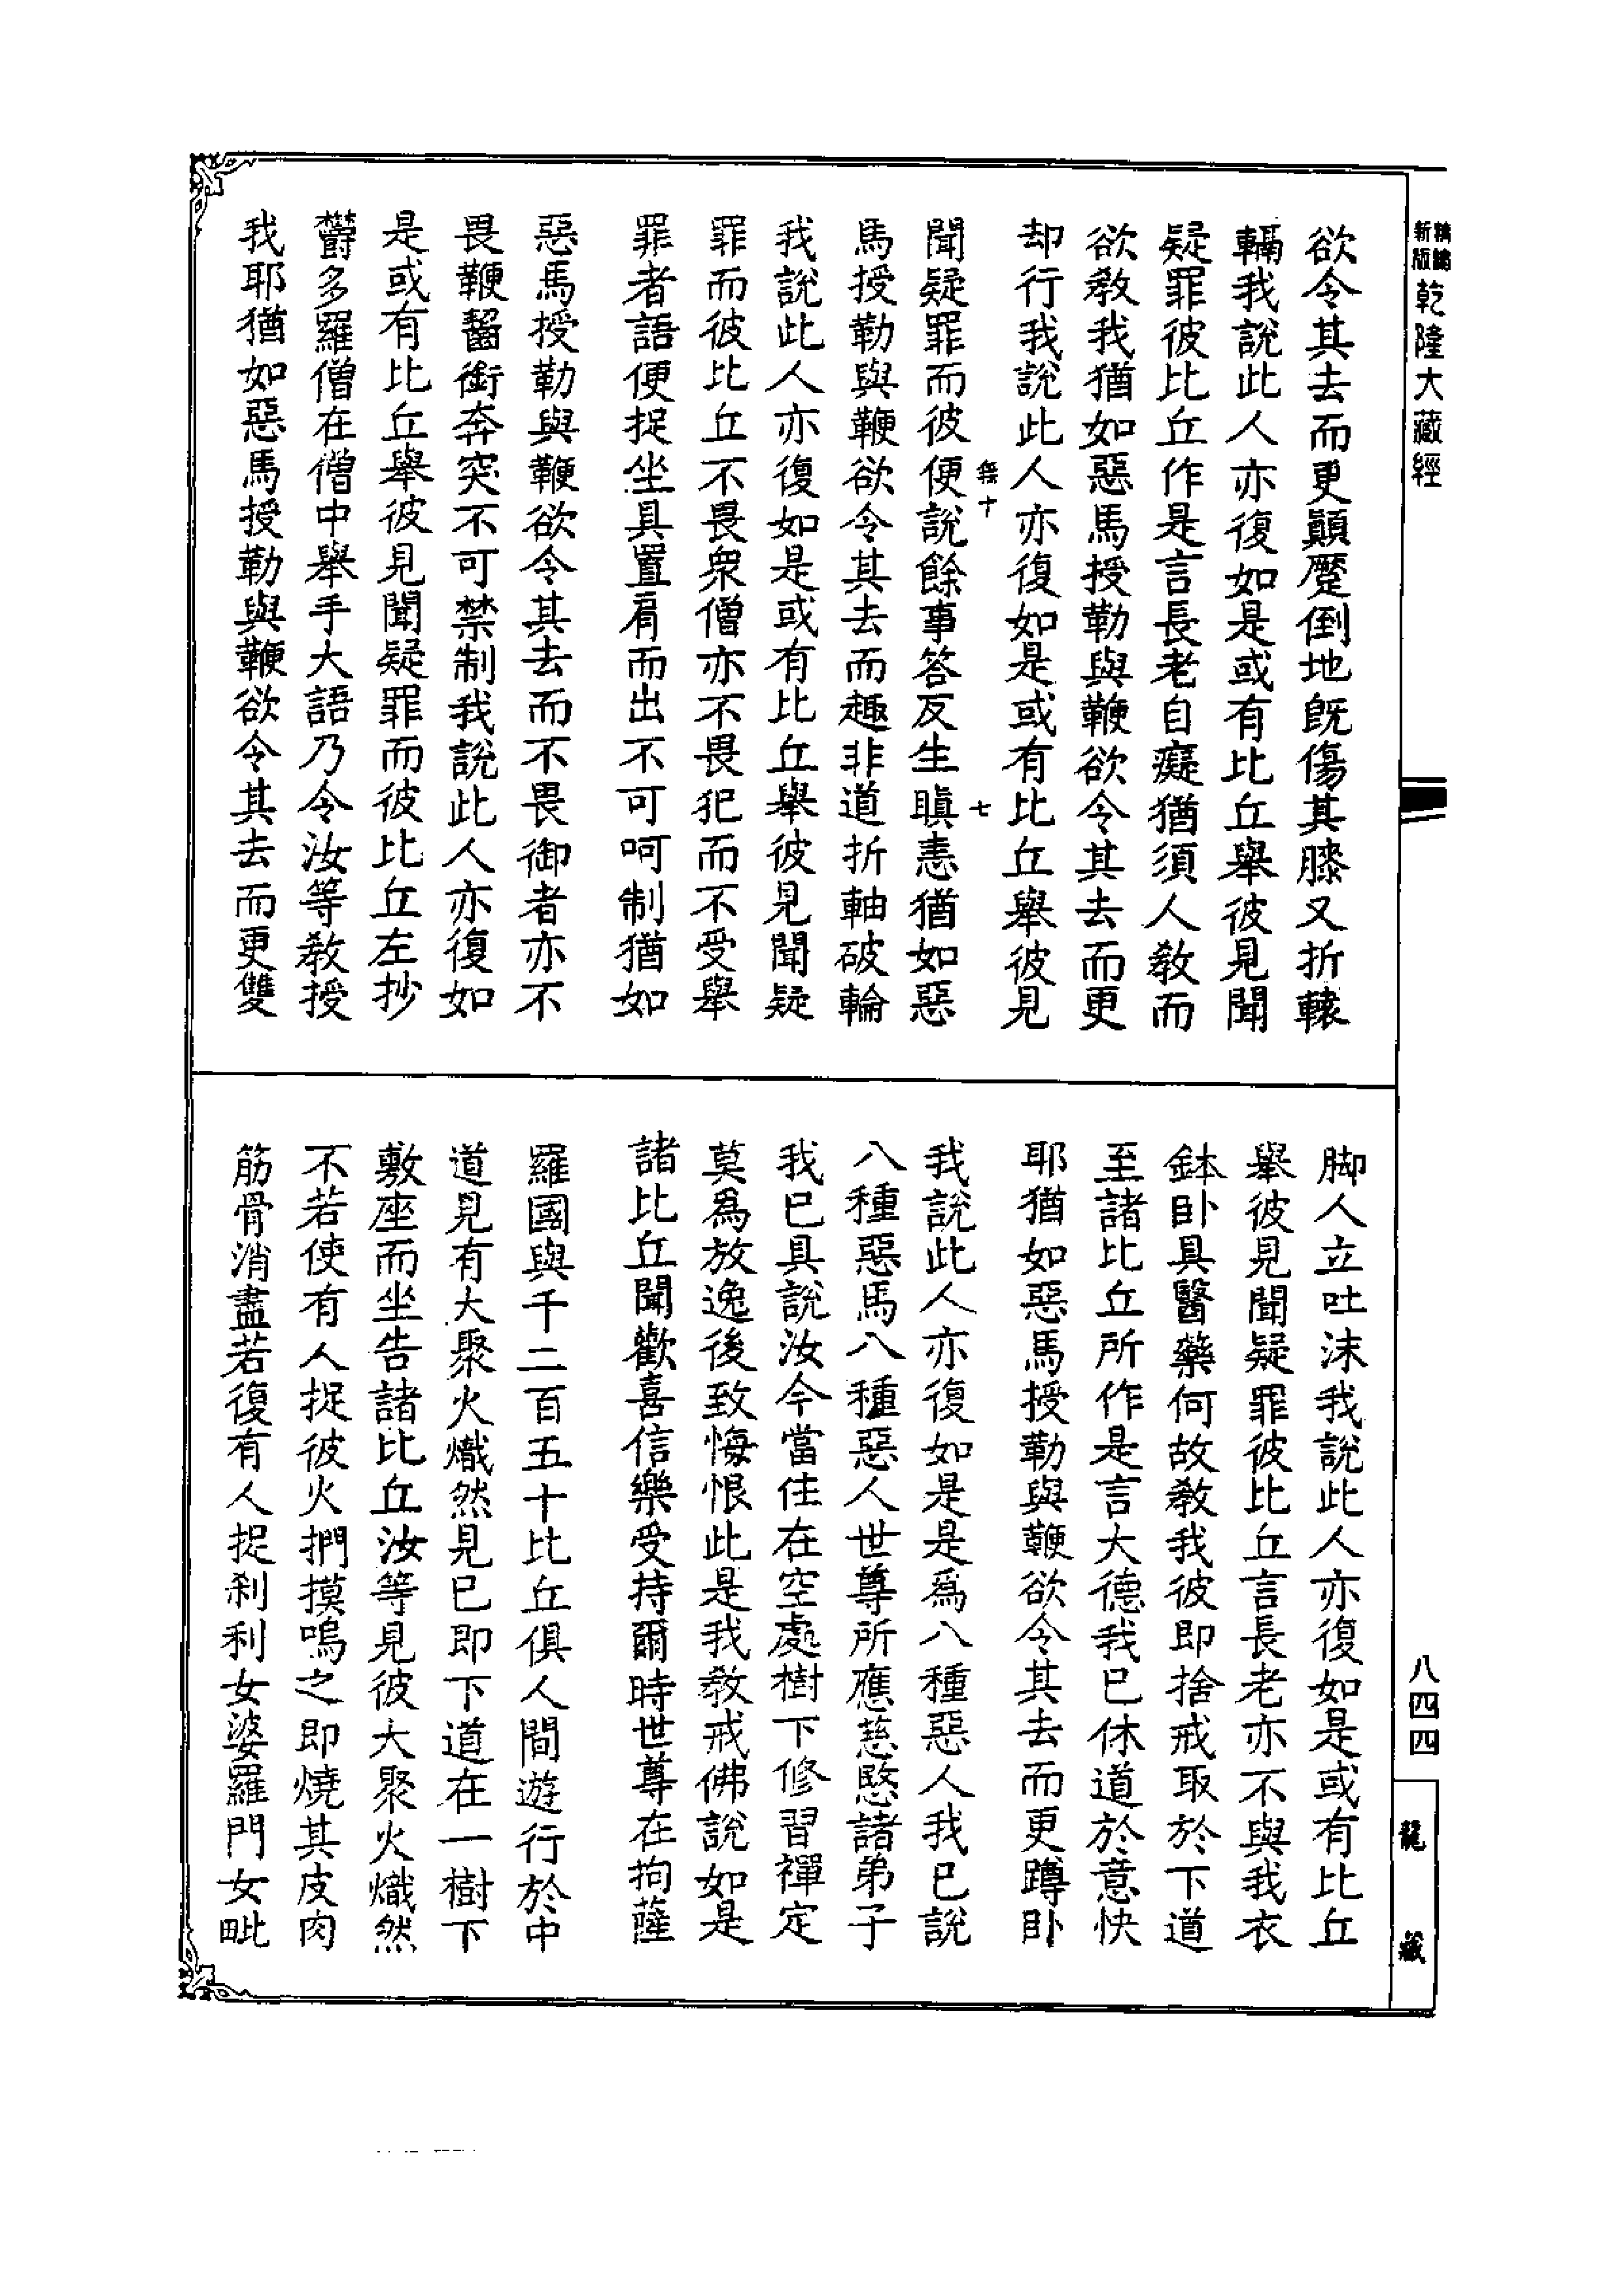 新版
精鏽
乾隆大藏經
欲令其去而更顛蹷倒地旣傷其膝又折轅
輻我說此人亦復如是或有比丘舉彼見聞
疑罪彼比丘作是言長老自癡猶須人敎而
欲敎我猶如惡馬授勒與鞭欲令其去而更
却行我說此人亦復如是或有比丘舉彼見
聞疑罪而彼便說餘事答反生瞋恚猶如惡
馬授勒與鞭欲令其去而趣非道折軸破輪
我說此人亦復如是或有比丘舉彼見聞疑
罪而彼比丘不畏衆僧亦不畏犯而不受舉
罪者語便捉坐具置肩而出不可呵制猶如
惡馬授勒與鞭欲令其去而不畏御者亦不
畏鞭齧銜奔突不可禁制我說此人亦復如
是或有比丘舉彼見聞疑罪而彼比丘左抄
欝多羅僧在僧中舉手大語乃令汝等敎授
我耶猶如惡馬授勒與鞭欲令其去而更雙
十
七
脚人立吐沫我說此人亦復如是或有比丘
舉彼見聞疑罪彼比丘言長老亦不與我衣
鉢卧具醫藥何故敎我彼即捨戒取於下道
至諸比丘所作是言大德我已休道於意快
耶猶如惡馬授勒與鞭欲令其去而更蹲卧
我說此人亦復如是是爲八種惡人我已說
八種惡馬八種惡人世尊所應慈愍諸弟子
我已具說汝今當住在空處樹下修習禪定
莫爲放逸後致悔恨此是我敎戒佛說如是
諸比丘聞歡喜信樂受持爾時世尊在拘薩
羅國與千二百五十比丘俱人間遊行於中
道見有大聚火熾然見已即下道在一樹下
敷座而坐告諸比丘汝等見彼大聚火熾然
不若使有人捉彼火捫摸嗚之即燒其皮肉
筋骨消盡若復有人捉刹利女婆羅門女毗
八四四
龍藏